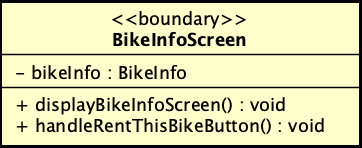 <<boundary>>
BikeInfoScreen
- bikeInfo : BikeInfo
+ displayBikeInfoScreen() : void
+ handleRentThisBikeButton() : void